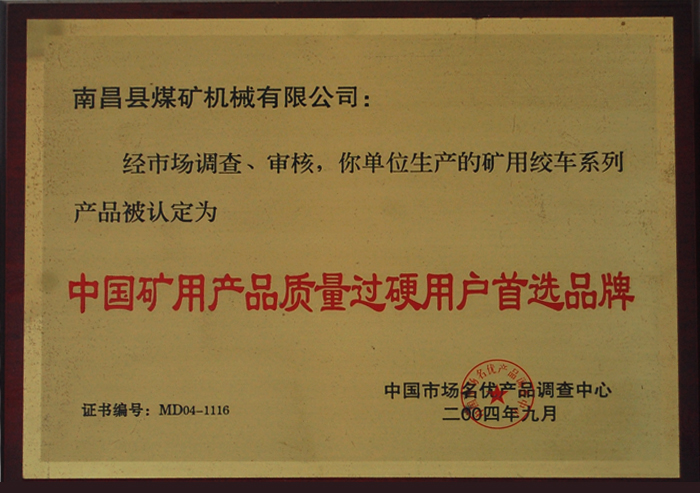 南昌县煤矿机械有限公司：
经市场调查、审核，你单位生产的矿用绞车系列
产品被认定为
中国矿用产品质量过硬用户首选品牌
中国市场名优产品调查中心
二〇〇四年九月
证书编号：MD04-1116